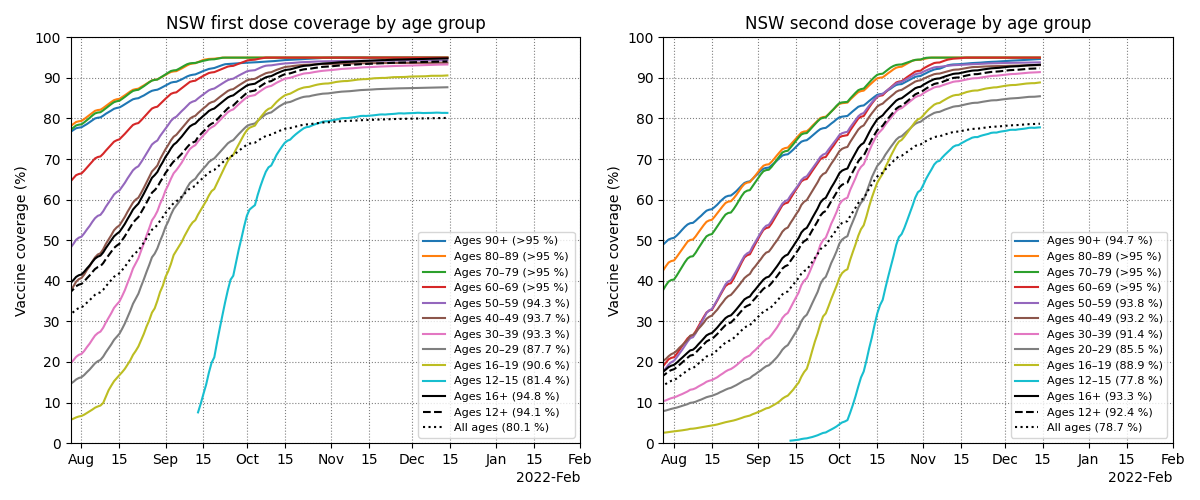 NSW first dose coverage by age group
Vaccine coverage (%)
100
90
80
70
60
50
40
30
20
10
0
Ages 90+ (>95 %)
Ages 80–89 (>95 %)
Ages 70–79 (>95 %)
Ages 60–69 (>95 %)
Ages 50–59 (94.3 %)
Ages 40–49 (93.7 %)
Ages 30–39 (93.3 %)
Ages 20–29 (87.7 %)
Ages 16–19 (90.6 %)
Ages 12–15 (81.4 %)
Ages 16+ (94.8 %)
Ages 12+ (94.1 %)
All ages (80.1 %)
Aug 15 Sep 15 Oct 15 Nov 15 Dec 15 Jan 15 Feb
2022-Feb
NSW second dose coverage by age group
Vaccine coverage (%)
100
90
80
70
60
50
40
30
20
10
0
Ages 90+ (94.7 %)
Ages 80–89 (>95 %)
Ages 70–79 (>95 %)
Ages 60–69 (>95 %)
Ages 50–59 (93.8 %)
Ages 40–49 (93.2 %)
Ages 30–39 (91.4 %)
Ages 20–29 (85.5 %)
Ages 16–19 (88.9 %)
Ages 12–15 (77.8 %)
Ages 16+ (93.3 %)
Ages 12+ (92.4 %)
All ages (78.7 %)
Aug 15 Sep 15 Oct 15 Nov 15 Dec 15 Jan 15 Feb
2022-Feb